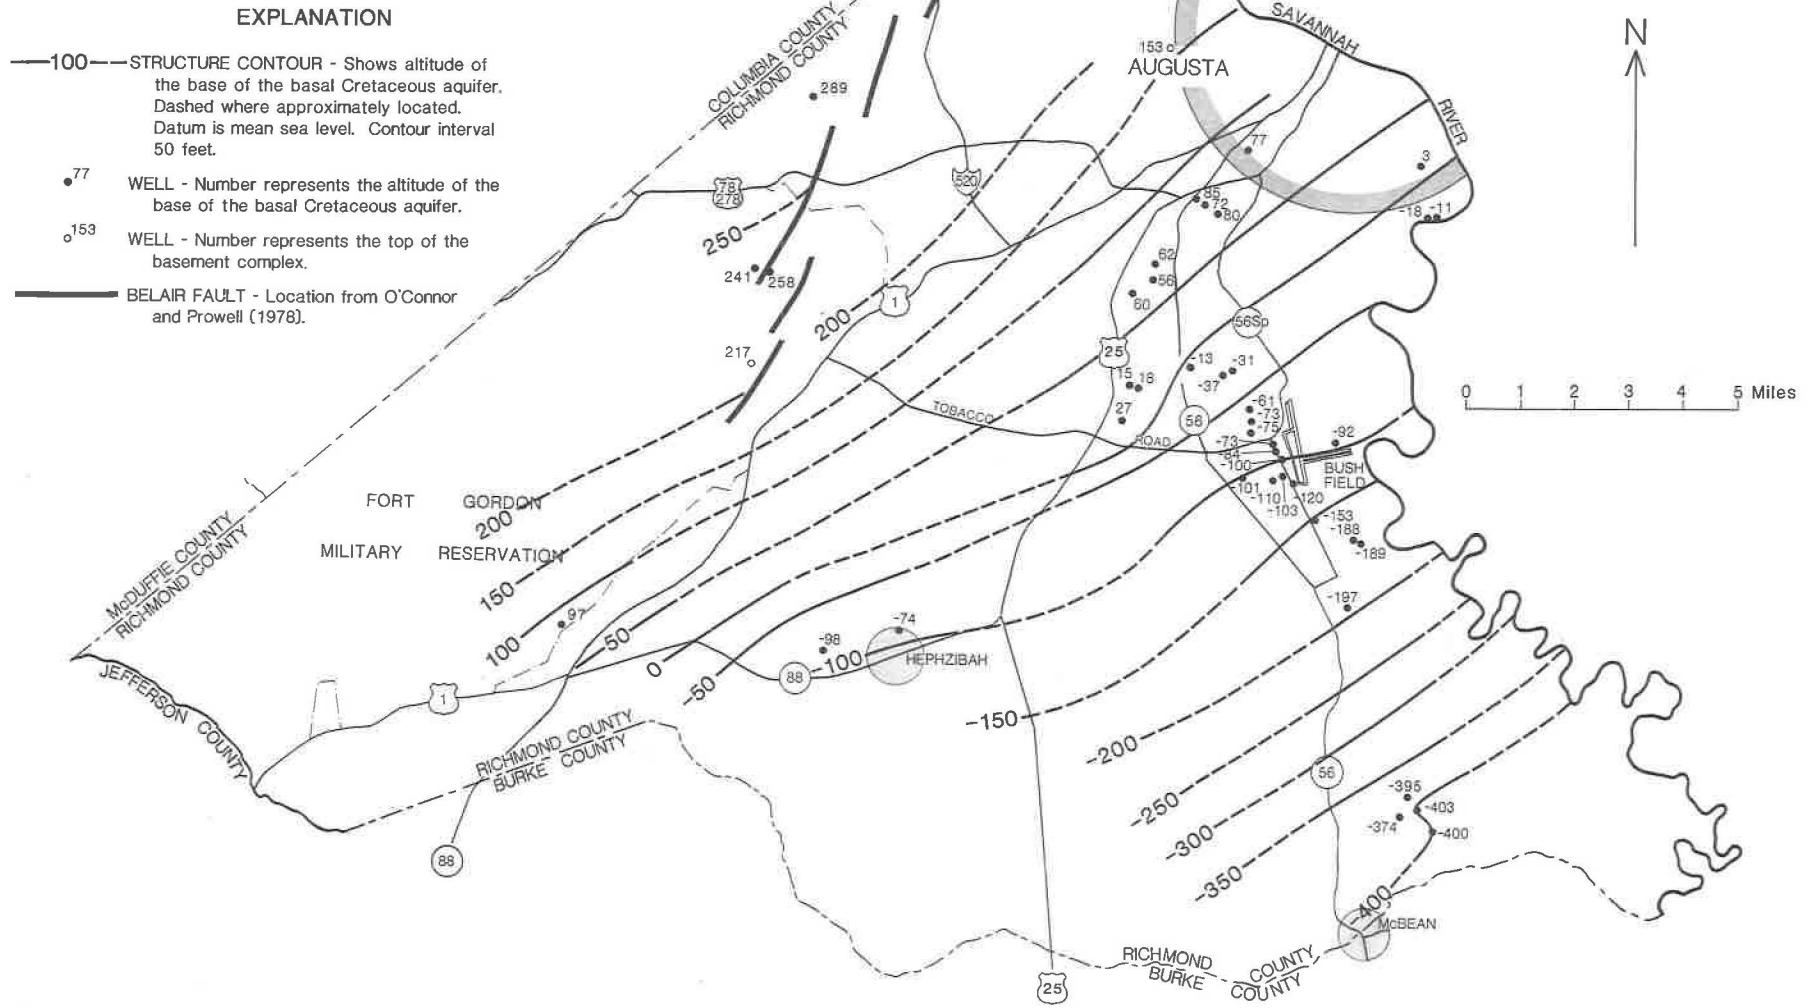 EXPLANATION
100 STRUCTURE CONTOUR - Shows altitude of
the base of the basal Cretaceous aquifer.
Dashed where approximately located.
Datum is mean sea level. Contour interval
50 feet.
77 WELL - Number represents the altitude of the
base of the basal Cretaceous aquifer.
153 WELL - Number represents the top of the
basement complex.
BELAIR FAULT - Location from O'Connor
and Prowell (1978).
COLUMBIA COUNTY
RICHMOND COUNTY
SAVANNAH
RIVER
N
153
AUGUSTA
289
77
3
78
278
520
85
72
80
-18
-11
250
241
258
62
56
60
1
200
56Sp
25
217
-13
-31
-37
15
18
27
0 1 2 3 4 5 Miles
TOBACCO
ROAD
56
-61
-73
-75
-73
-84
-100
-92
BUSH
FIELD
-101
-110
-120
-103
-153
-188
-189
FORT GORDON
200
MILITARY RESERVATION
150
McDUFFIE COUNTY
RICHMOND COUNTY
97
100
50
0
-50
-98
-74
-100
HEPHZIBAH
88
-197
JEFFERSON COUNTY
1
RICHMOND COUNTY
BURKE COUNTY
88
-150
-200
-250
-300
-350
-400
56
-395
-403
-374
-400
McBEAN
RICHMOND COUNTY
BURKE COUNTY
25